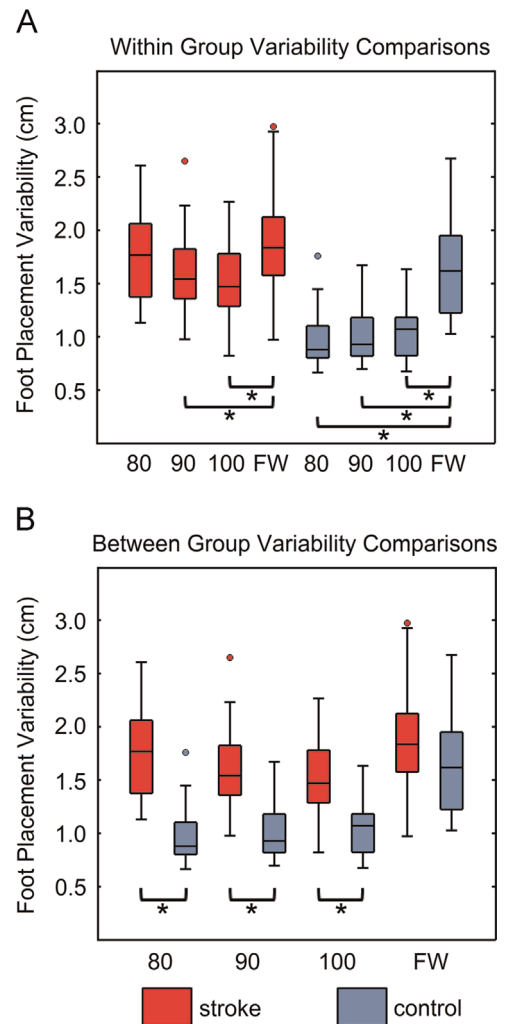 A
Within Group Variability Comparisons
Foot Placement Variability (cm)
3.0
2.5
2.0
1.5
1.0
0.5
*
*
*
*
*
80 90 100 FW 80 90 100 FW
B
Between Group Variability Comparisons
Foot Placement Variability (cm)
3.0
2.5
2.0
1.5
1.0
0.5
* * *
80 90 100 FW
stroke control